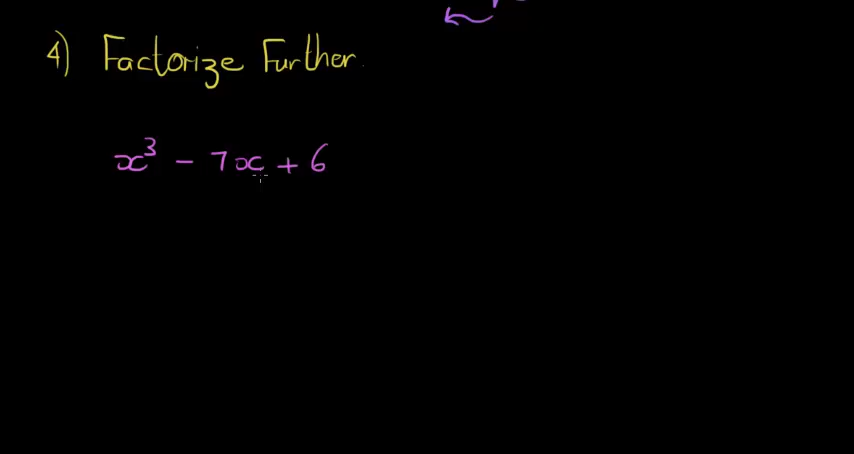 4) Factorize Further.
x³ - 7x + 6